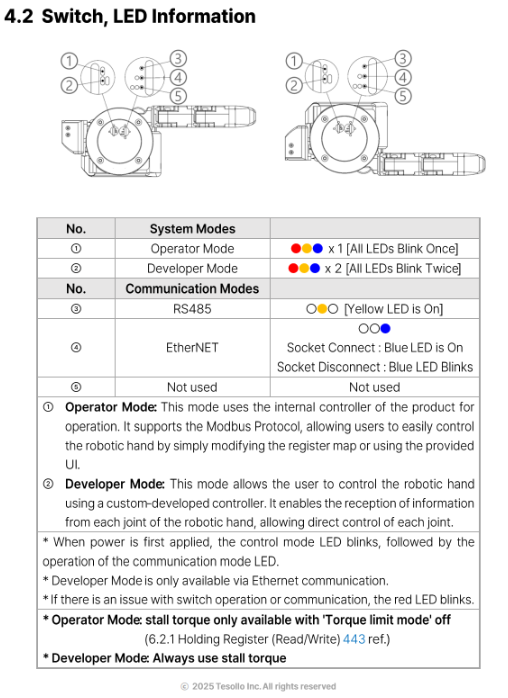 4.2 Switch, LED Information
① ② ③ ④ ⑤
① ② ③ ④ ⑤
No. System Modes
① Operator Mode x 1 [All LEDs Blink Once]
② Developer Mode x 2 [All LEDs Blink Twice]
No. Communication Modes
③ RS485 [Yellow LED is On]
④ EtherNET
Socket Connect : Blue LED is On
Socket Disconnect : Blue LED Blinks
⑤ Not used Not used
① Operator Mode: This mode uses the internal controller of the product for
operation. It supports the Modbus Protocol, allowing users to easily control
the robotic hand by simply modifying the register map or using the provided
UI.
② Developer Mode: This mode allows the user to control the robotic hand
using a custom-developed controller. It enables the reception of information
from each joint of the robotic hand, allowing direct control of each joint.
* When power is first applied, the control mode LED blinks, followed by the
operation of the communication mode LED.
* Developer Mode is only available via Ethernet communication.
* If there is an issue with switch operation or communication, the red LED blinks.
* Operator Mode: stall torque only available with 'Torque limit mode' off
(6.2.1 Holding Register (Read/Write) 443 ref.)
* Developer Mode: Always use stall torque
© 2025 Tesollo Inc. All rights reserved